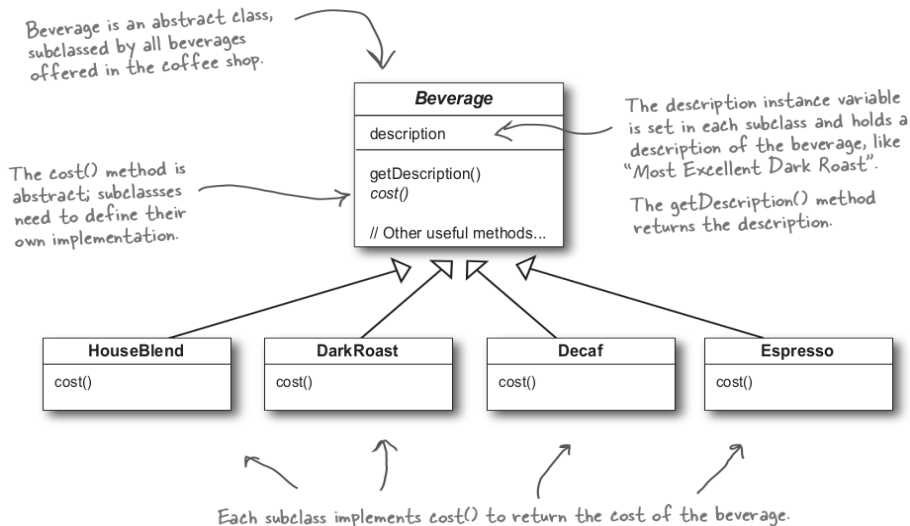 Beverage is an abstract class,
subclassed by all beverages
offered in the coffee shop.
Beverage
description
getDescription()
cost()
// Other useful methods...
The description instance variable
is set in each subclass and holds a
description of the beverage, like
“Most Excellent Dark Roast”.
The getDescription() method
returns the description.
The cost() method is
abstract; subclassses
need to define their
own implementation.
HouseBlend
cost()
DarkRoast
cost()
Decaf
cost()
Espresso
cost()
Each subclass implements cost() to return the cost of the beverage.